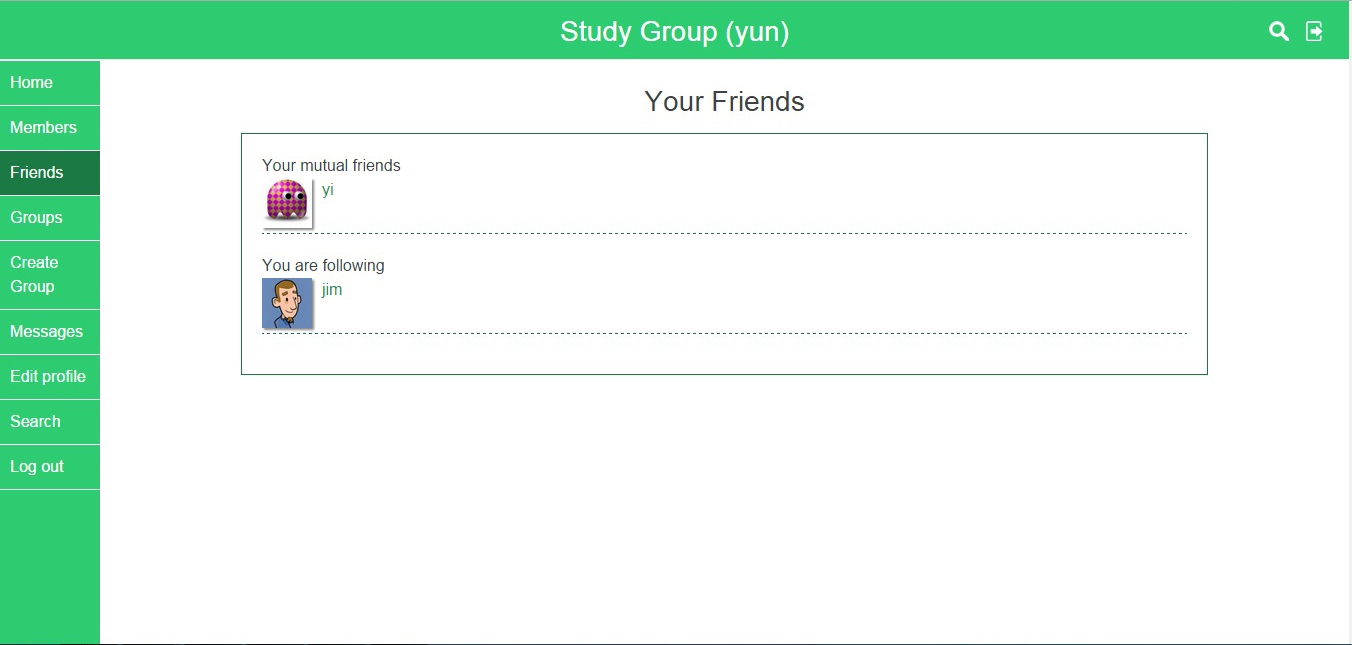 Study Group (yun)
Home
Members
Friends
Groups
Create
Group
Messages
Edit profile
Search
Log out
Your Friends
Your mutual friends
yi
You are following
jim